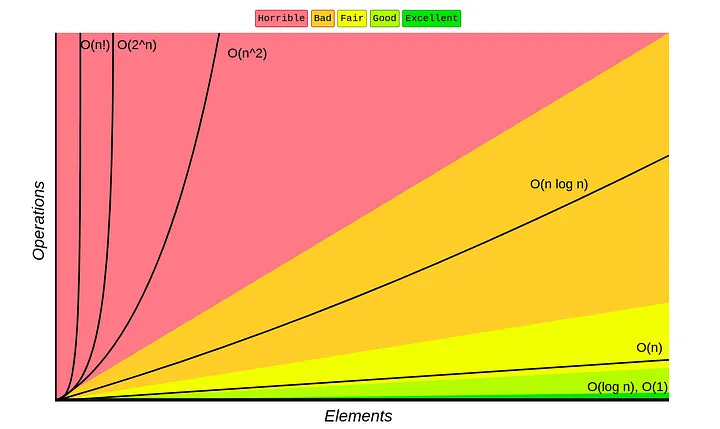 Horrible Bad Fair Good Excellent
O(n!) O(2^n)
O(n^2)
O(n log n)
O(n)
O(log n), O(1)
Operations
Elements